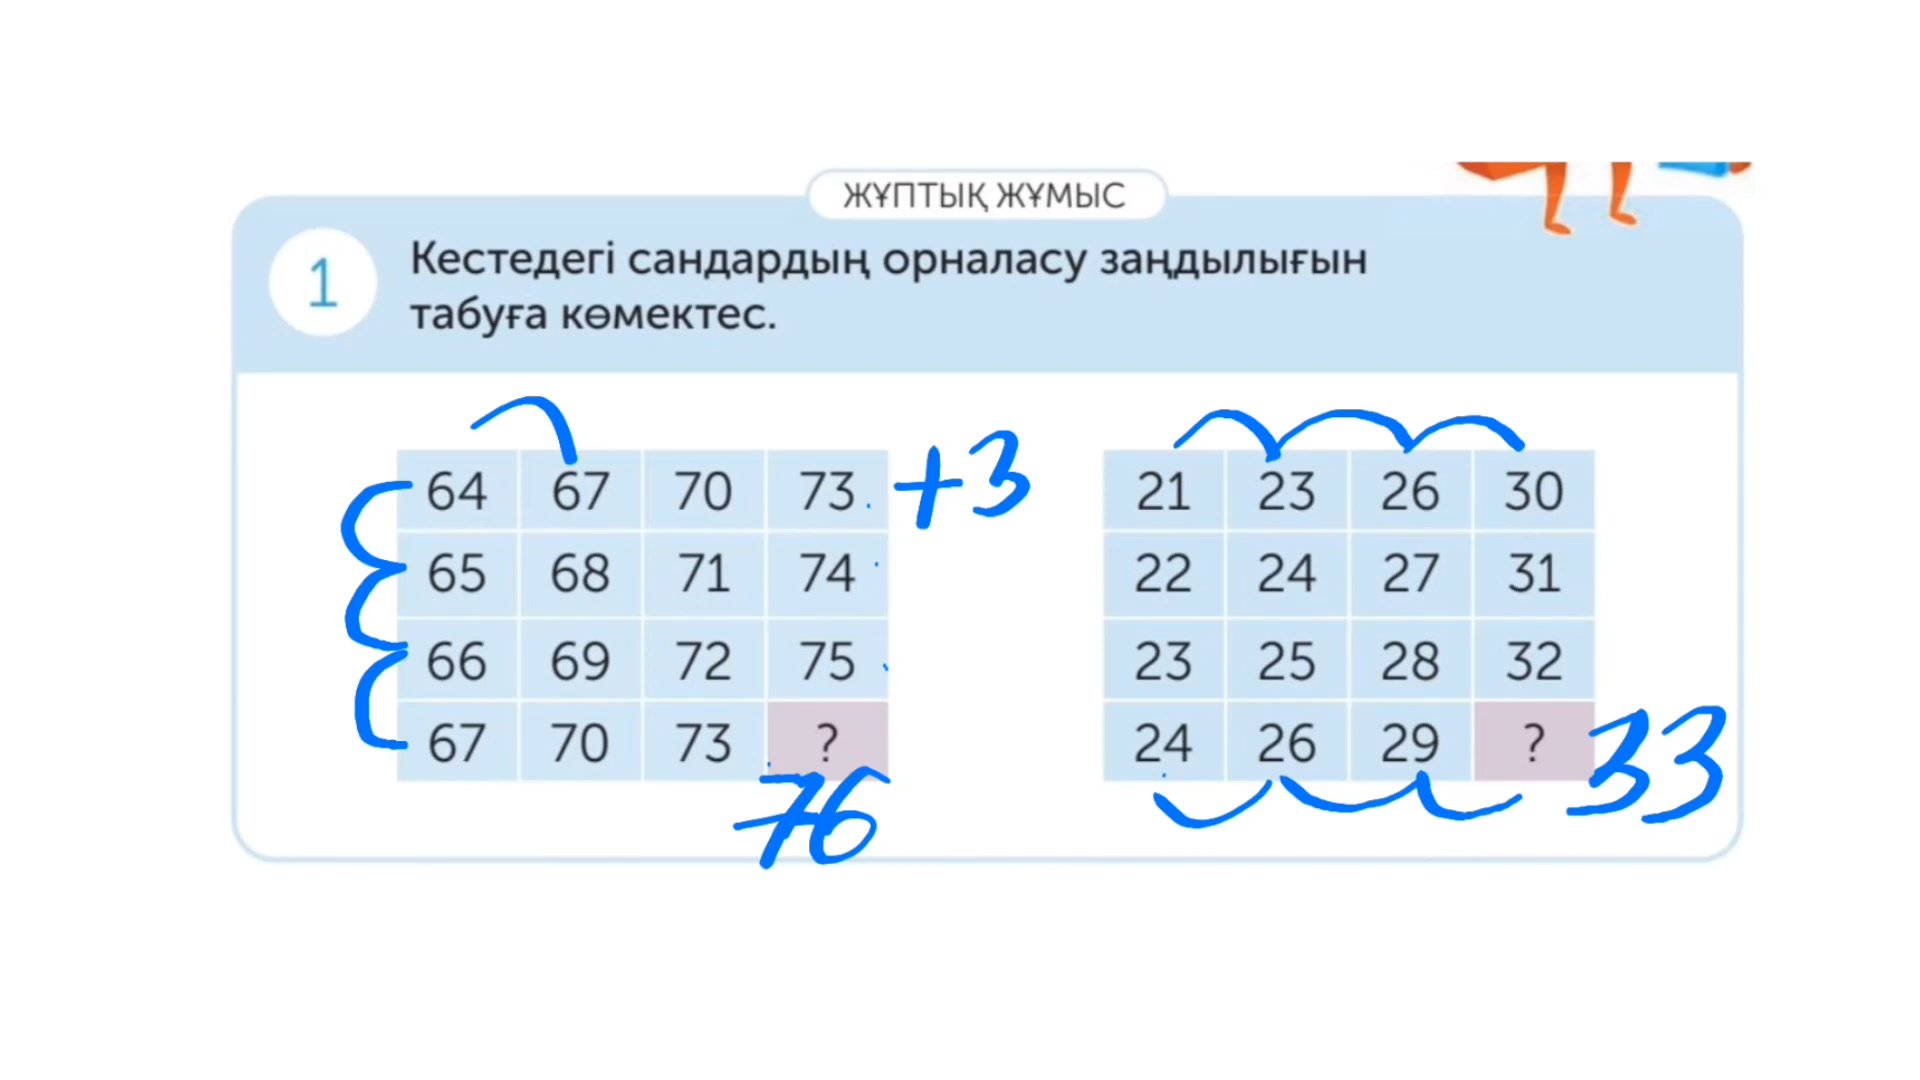 ЖҰПТЫҚ ЖҰМЫС
1 Кестедегі сандардың орналасу заңдылығын
табуға көмектес.
64 67 70 73 +3 21 23 26 30
65 68 71 74 22 24 27 31
66 69 72 75 23 25 28 32
67 70 73 ? 24 26 29 ? 33
76